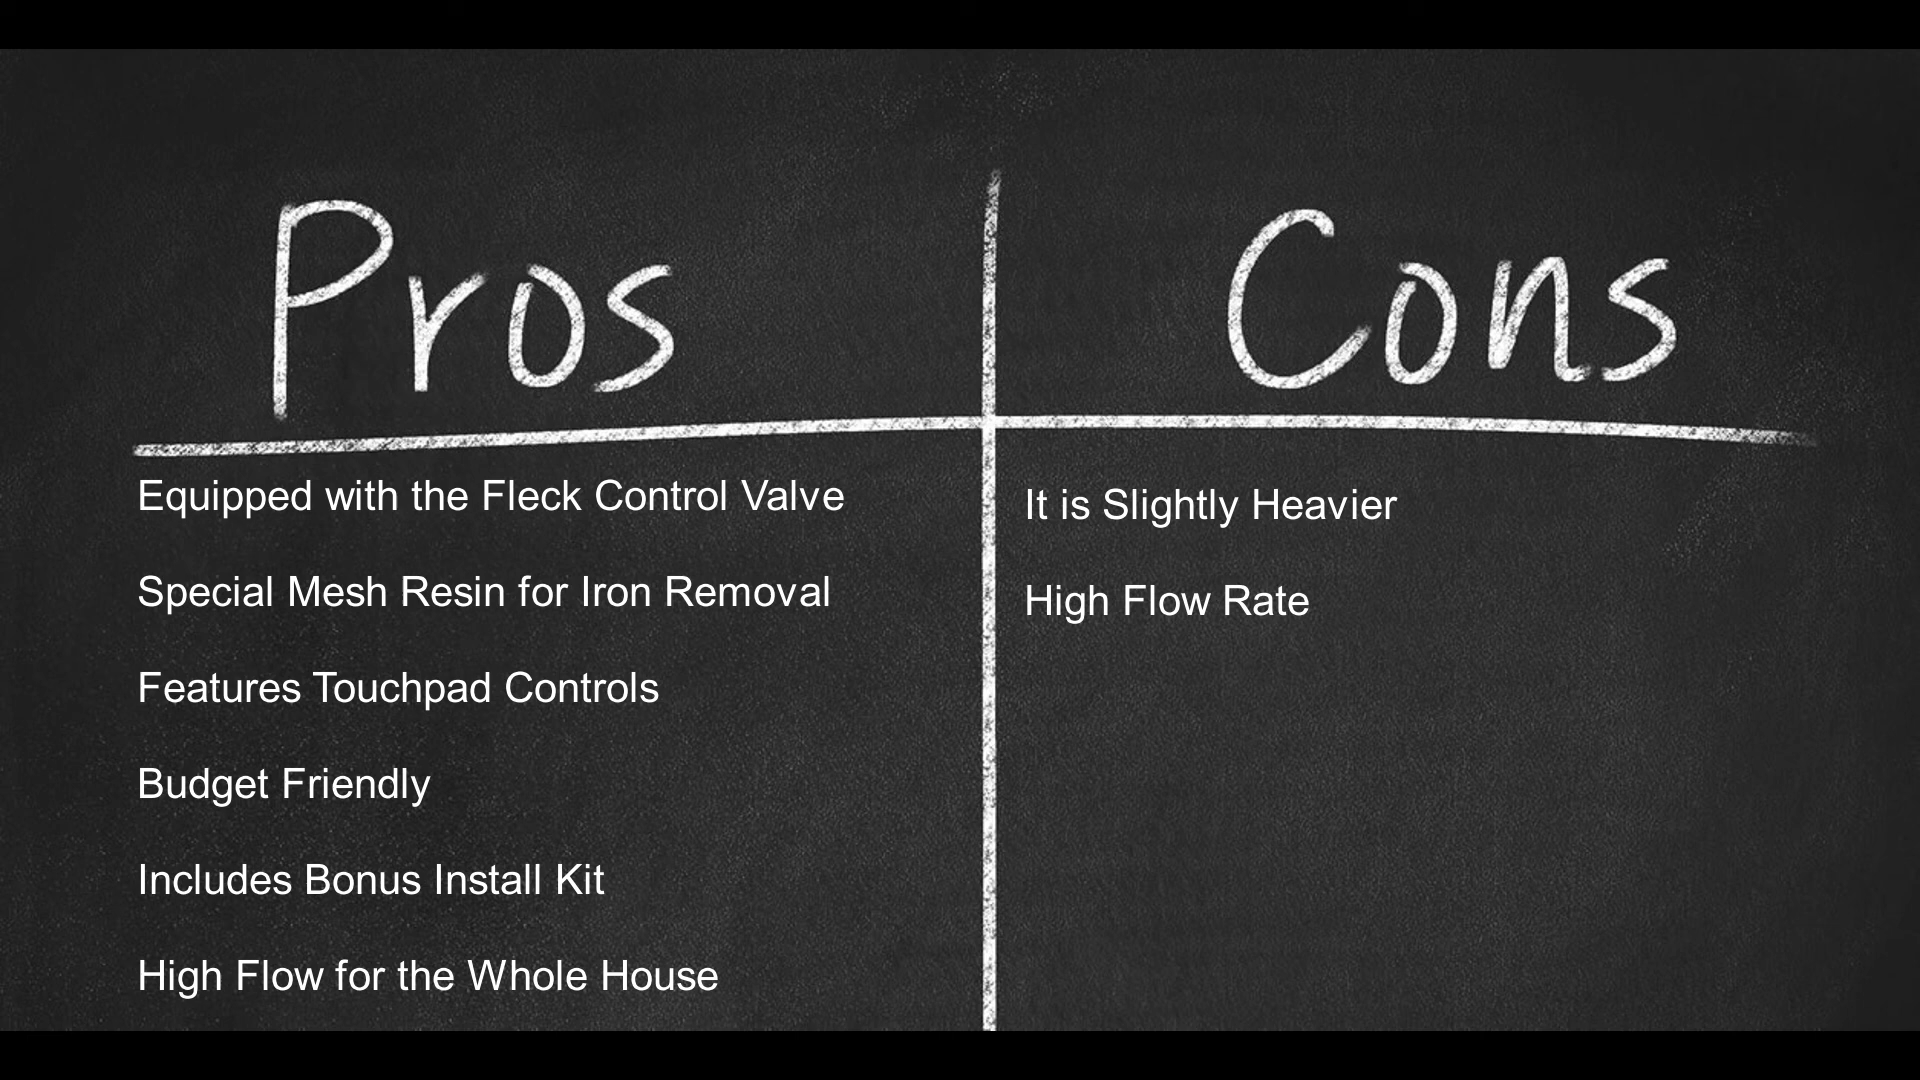 Pros
Cons
Equipped with the Fleck Control Valve
Special Mesh Resin for Iron Removal
Features Touchpad Controls
Budget Friendly
Includes Bonus Install Kit
High Flow for the Whole House
It is Slightly Heavier
High Flow Rate